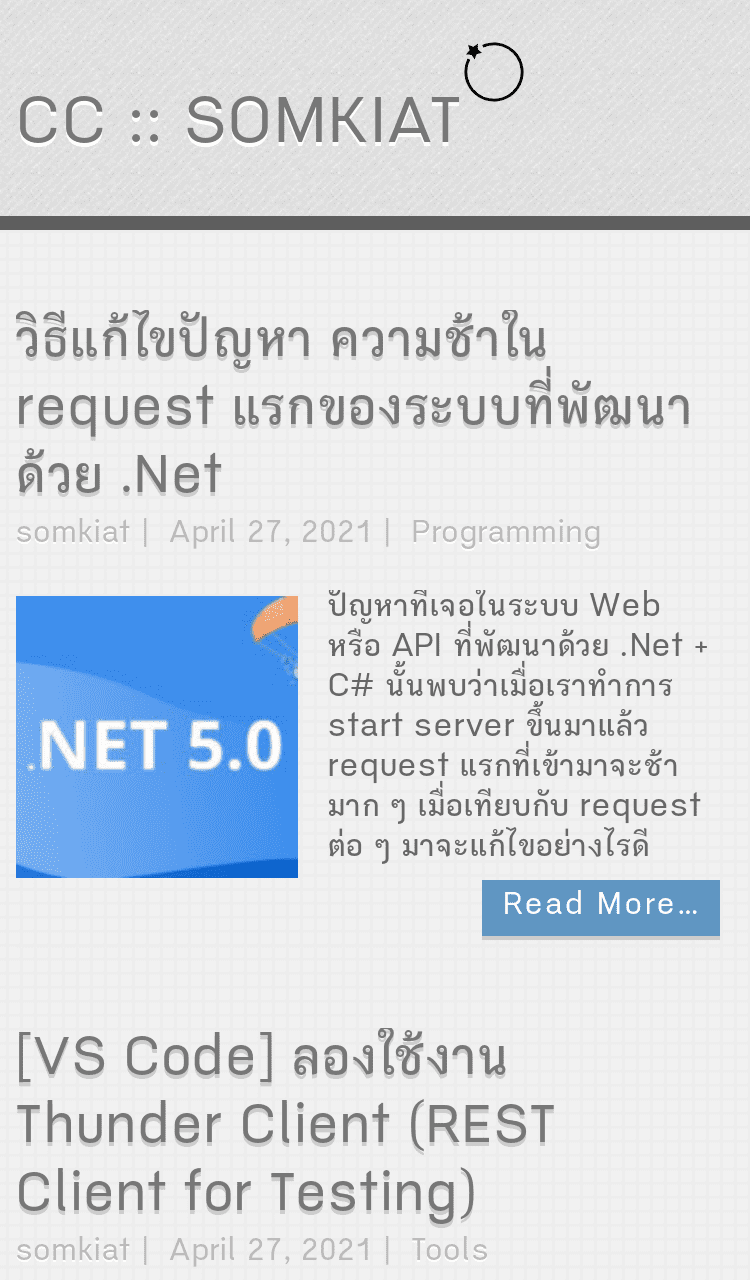 CC :: SOMKIAT
วิธีแก้ไขปัญหา ความช้าใน
request แรกของระบบที่พัฒนา
ด้วย .Net
somkiat | April 27, 2021 | Programming
.NET 5.0
ปัญหาที่เจอในระบบ Web
หรือ API ที่พัฒนาด้วย .Net +
C# นั้นพบว่าเมื่อเราทำการ
start server ขึ้นมาแล้ว
request แรกที่เข้ามาจะช้า
มาก ๆ เมื่อเทียบกับ request
ต่อ ๆ มาจะแก้ไขอย่างไรดี
Read More…
[VS Code] ลองใช้งาน
Thunder Client (REST
Client for Testing)
somkiat | April 27, 2021 | Tools